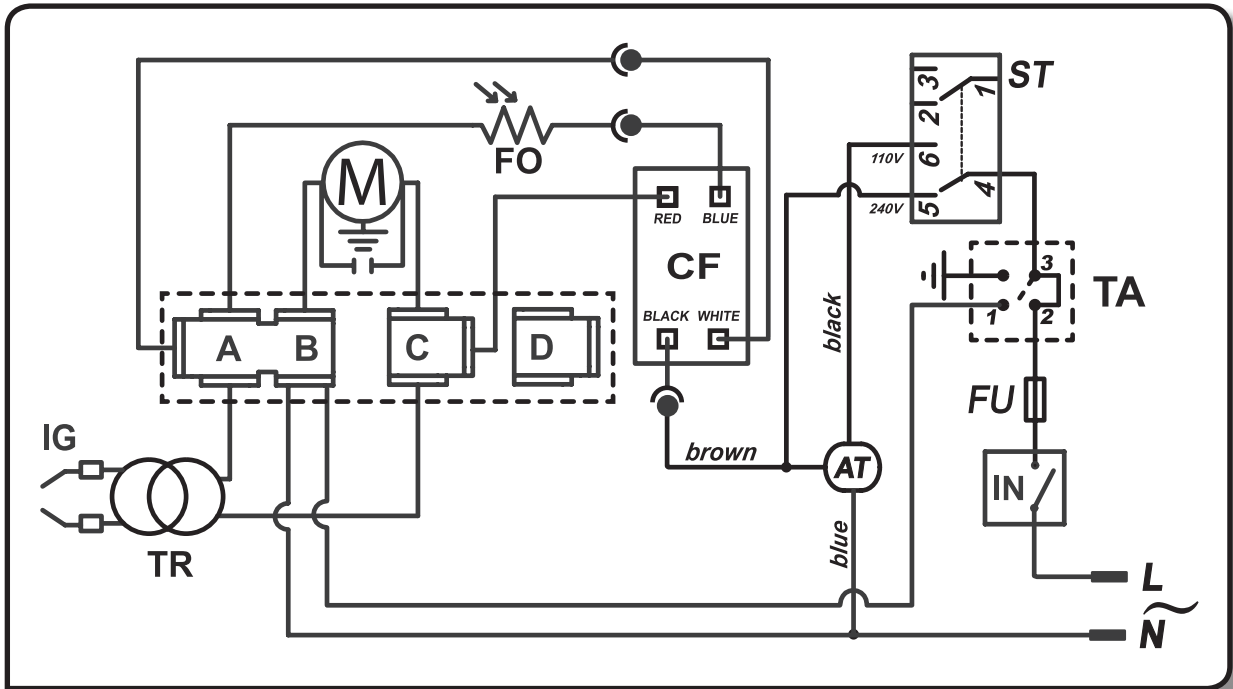 3
2
1
ST
FO
M
110V
6
240V
5
4
RED
BLUE
CF
BLACK
WHITE
3
TA
1
2
black
A
B
C
D
FU
IG
brown
AT
IN
TR
blue
L
~
N